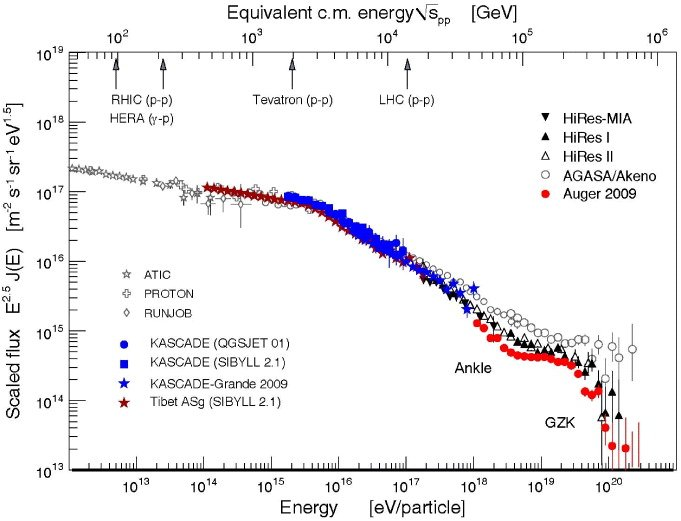 Equivalent c.m. energy√s_pp [GeV]
10^2 10^3 10^4 10^5 10^6
10^19
10^18
10^17
10^16
10^15
10^14
10^13
Scaled flux E^2.5 J(E) [m^-2 s^-1 sr^-1 eV^1.5]
RHIC (p-p)
HERA (γ-p)
Tevatron (p-p)
LHC (p-p)
HiRes-MIA
HiRes I
HiRes II
AGASA/Akeno
Auger 2009
ATIC
PROTON
RUNJOB
KASCADE (QGSJET 01)
KASCADE (SIBYLL 2.1)
KASCADE-Grande 2009
Tibet ASg (SIBYLL 2.1)
Ankle
GZK
10^13 10^14 10^15 10^16 10^17 10^18 10^19 10^20
Energy [eV/particle]